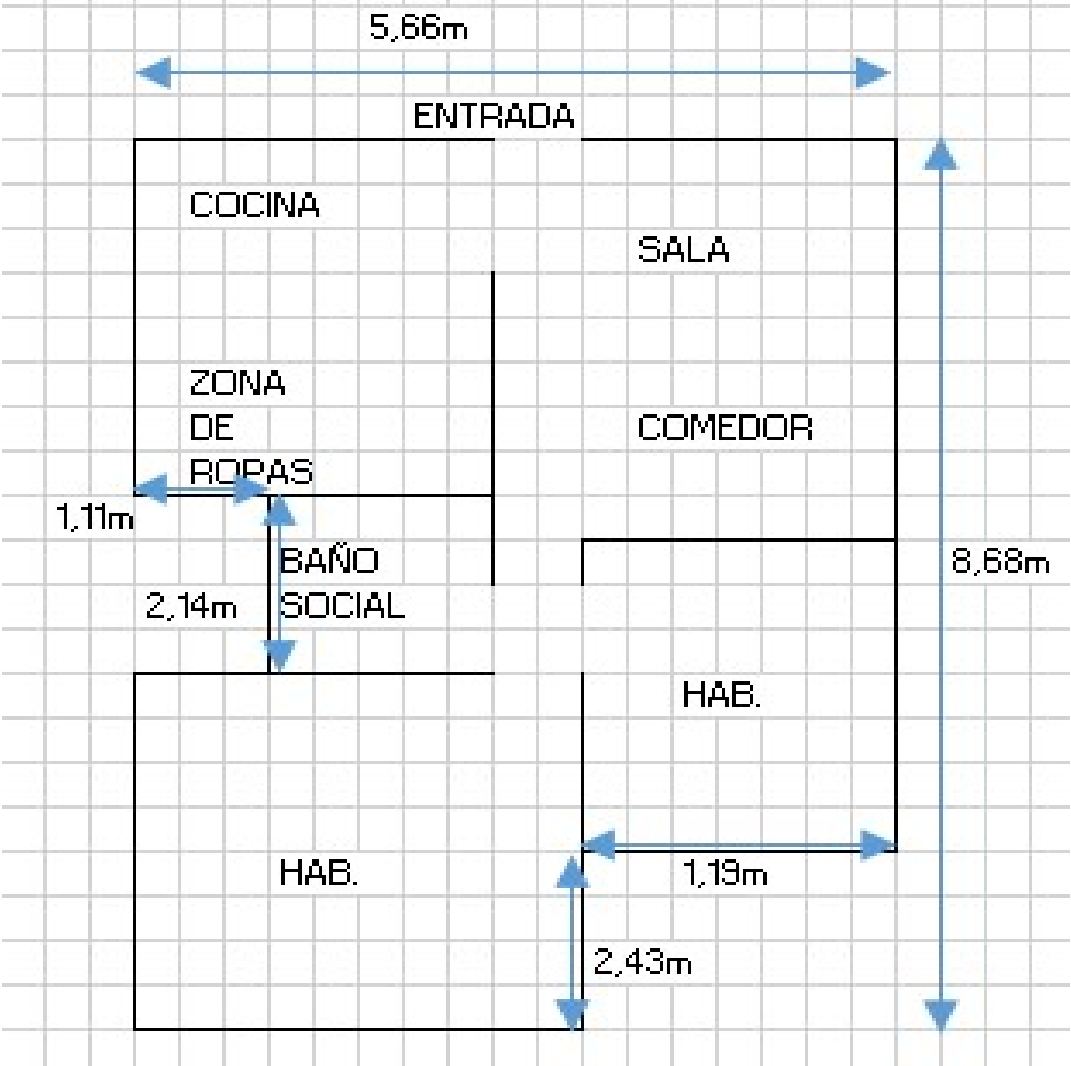 5,66m
ENTRADA
COCINA
SALA
ZONA
DE
ROPAS
COMEDOR
1,11m
BAÑO
SOCIAL
2,14m
8,68m
HAB.
HAB.
1,19m
2,43m